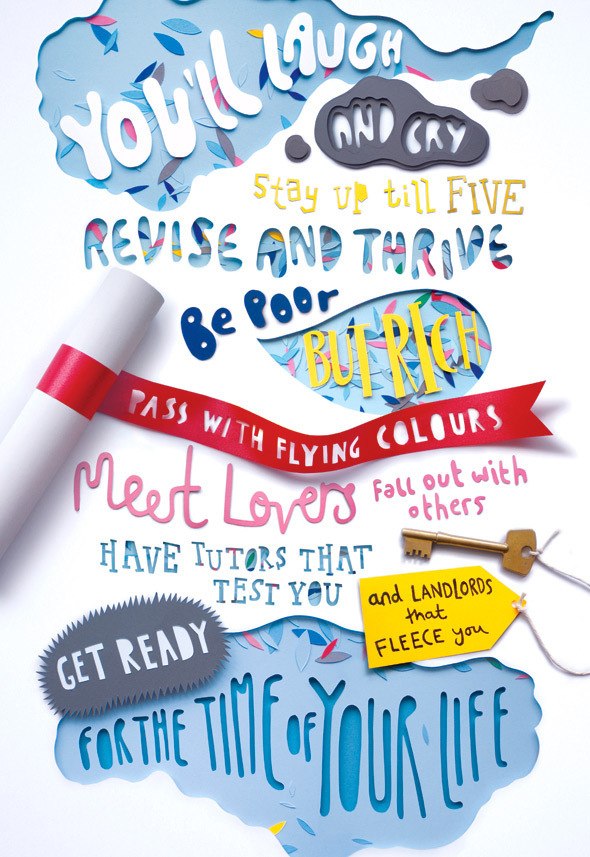 YOU'LL LAUGH
AND CRY
Stay up till FIVE
REVISE AND THRIVE
Be Poor
BUT RICH
PASS WITH FLYING COLOURS
Meet Lovers
fall out with
others
HAVE TUTORS THAT
TEST YOU
and LANDLORDS
that
FLEECE you
GET READY
FOR THE TIME OF YOUR LIFE